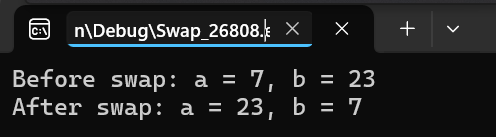 n\Debug\Swap_26808.e
Before swap: a = 7, b = 23
After swap: a = 23, b = 7